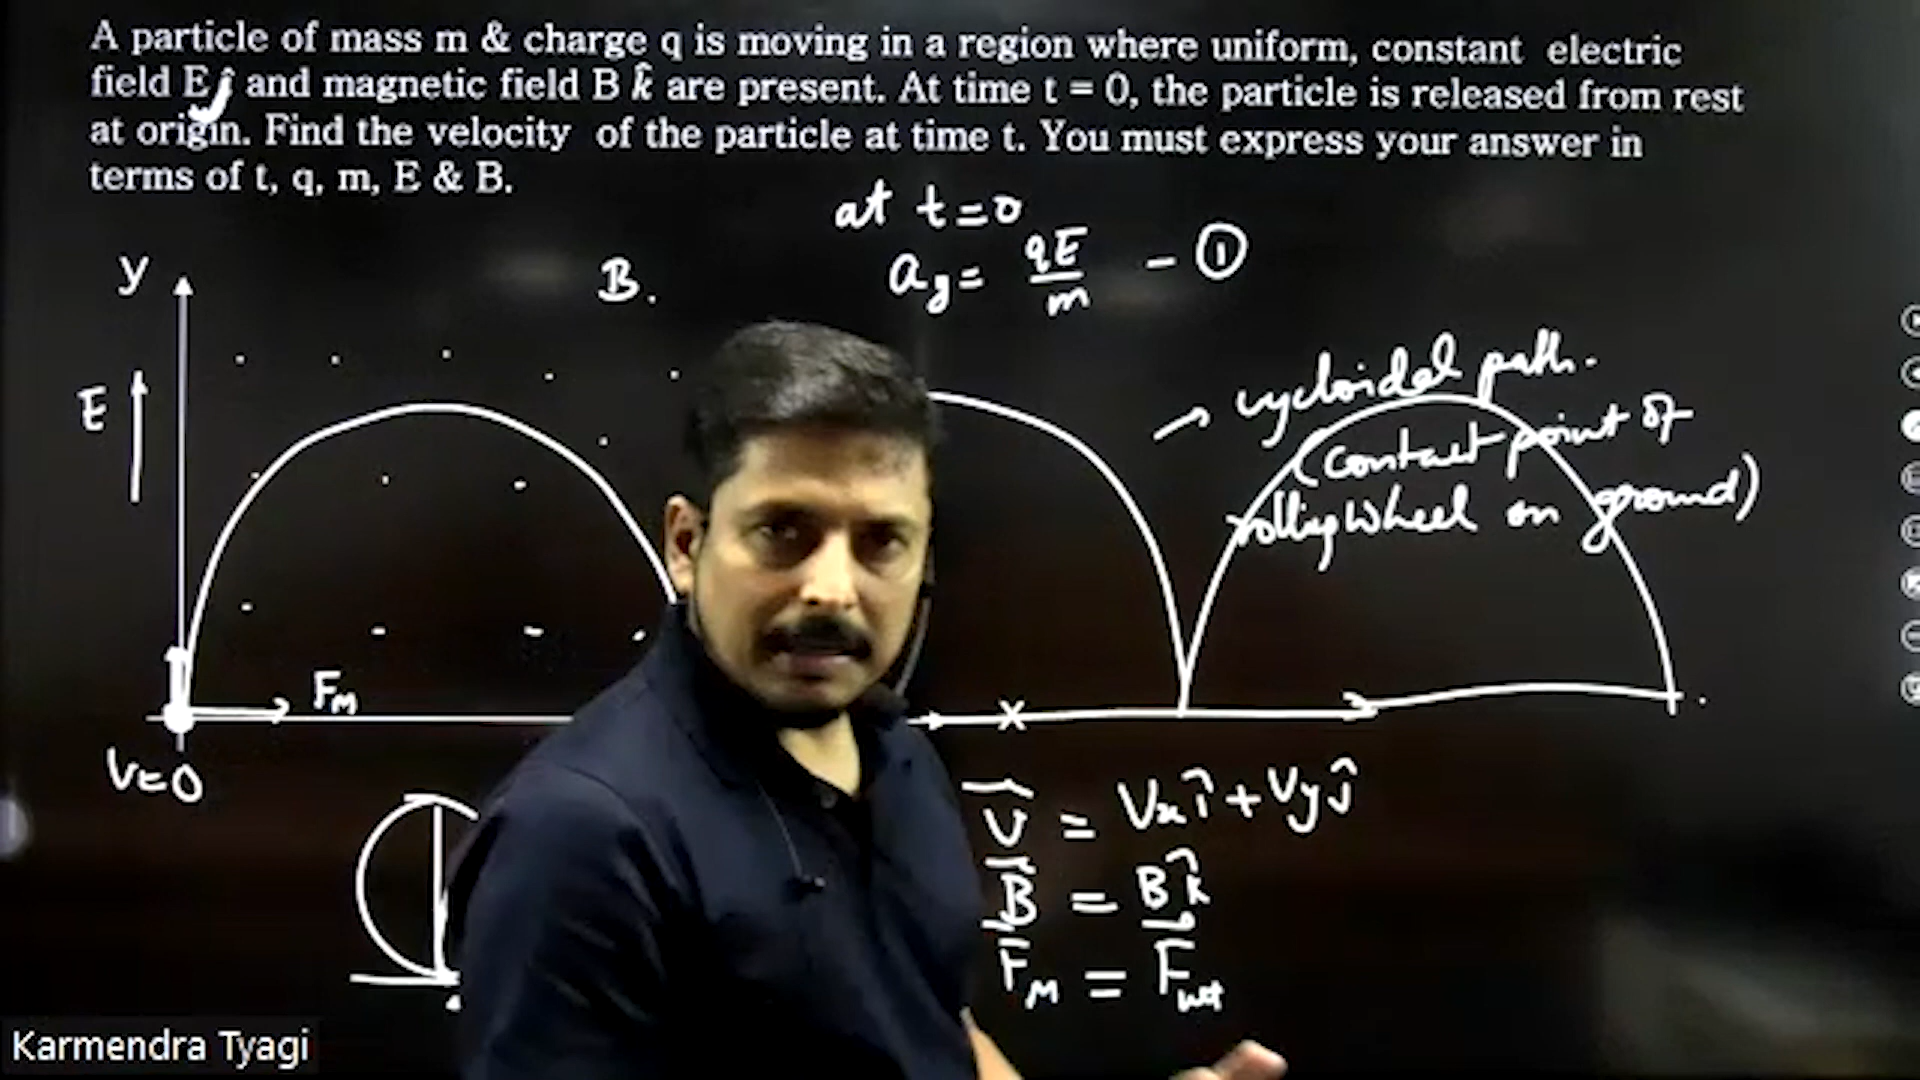 A particle of mass m & charge q is moving in a region where uniform, constant electric
field E ĵ and magnetic field B k̂ are present. At time t = 0, the particle is released from rest
at origin. Find the velocity of the particle at time t. You must express your answer in
terms of t, q, m, E & B.
at t=0
a_y = qE/m - ①
y
B.
E
→ cycloidal path.
(contact point of
rolling wheel on ground)
F_M
x
V=0
V⃗ = Vxî + Vyĵ
B⃗ = Bk̂
F⃗_M = F⃗_net
Karmendra Tyagi